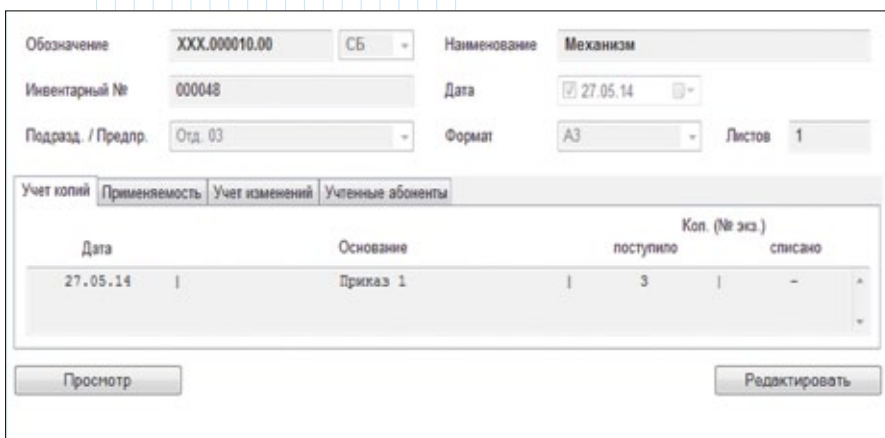 Обозначение XXX.000010.00 СБ Наименование Механизм
Инвентарный № 000048 Дата 27.05.14
Подразд. / Предпр. Отд. 03 Формат А3 Листов 1
Учет копий Применяемость Учет изменений Учтенные абоненты
Кол. (№ экз.)
Дата Основание поступило списано
27.05.14 | Приказ 1 | 3 | -
Просмотр Редактировать